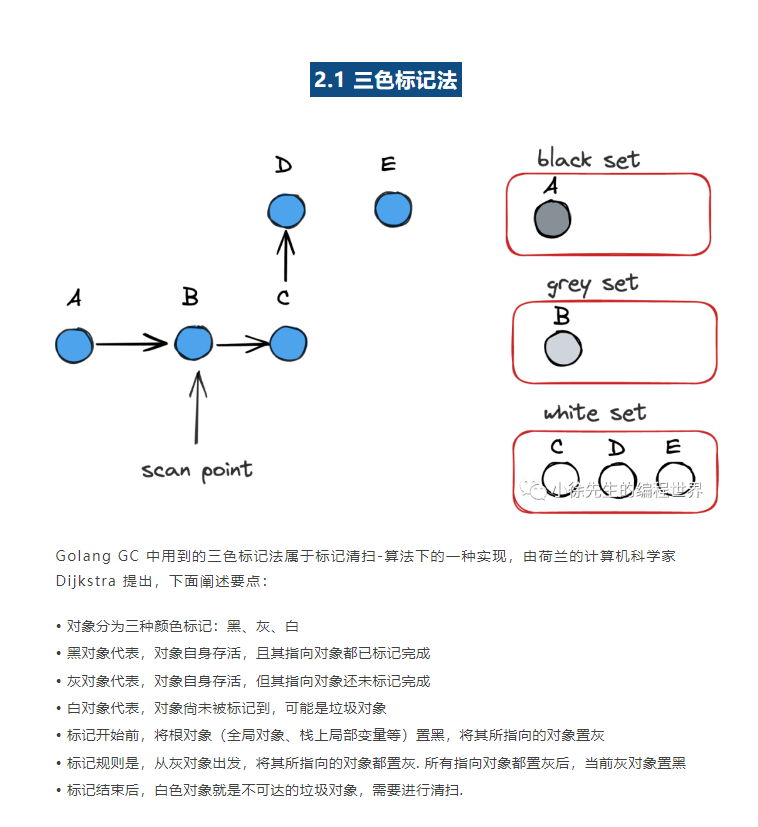 2.1 三色标记法
D E
black set
A
A B C
grey set
B
white set
C D E
scan point
小徐先生的编程世界
Golang GC 中用到的三色标记法属于标记清扫-算法下的一种实现，由荷兰的计算机科学家
Dijkstra 提出，下面阐述要点：
• 对象分为三种颜色标记：黑、灰、白
• 黑对象代表，对象自身存活，且其指向对象都已标记完成
• 灰对象代表，对象自身存活，但其指向对象还未标记完成
• 白对象代表，对象尚未被标记到，可能是垃圾对象
• 标记开始前，将根对象（全局对象、栈上局部变量等）置黑，将其所指向的对象置灰
• 标记规则是，从灰对象出发，将其所指向的对象都置灰. 所有指向对象都置灰后，当前灰对象置黑
• 标记结束后，白色对象就是不可达的垃圾对象，需要进行清扫.